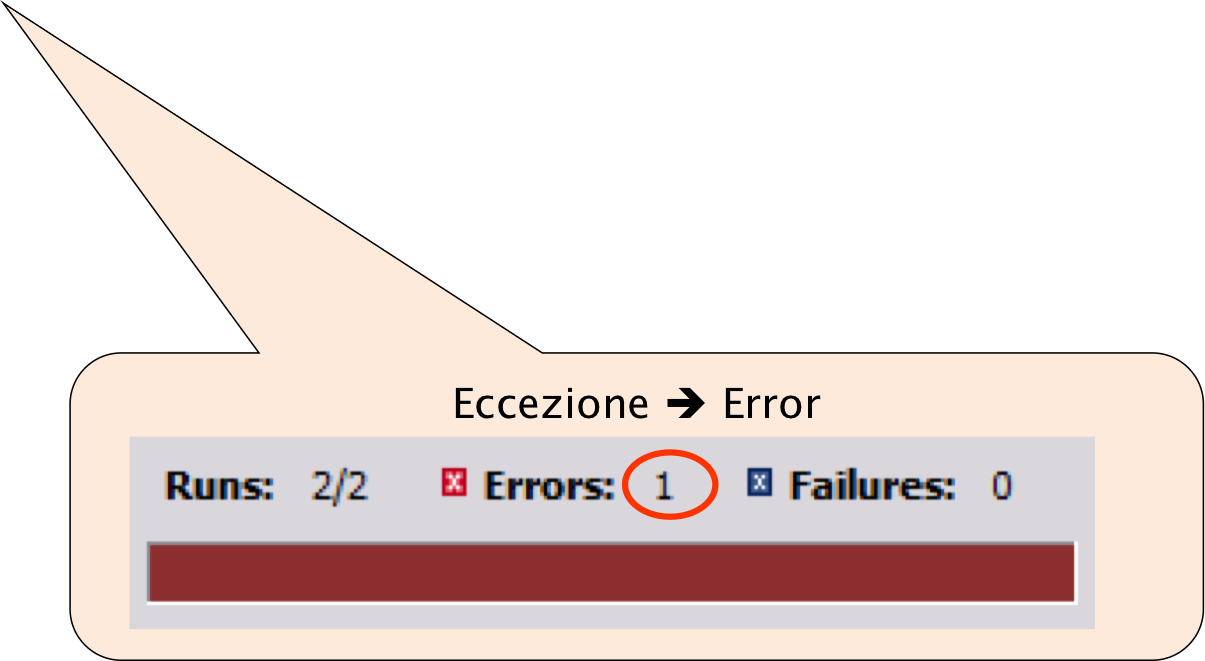 Eccezione ➔ Error
Runs: 2/2 x Errors: 1 x Failures: 0